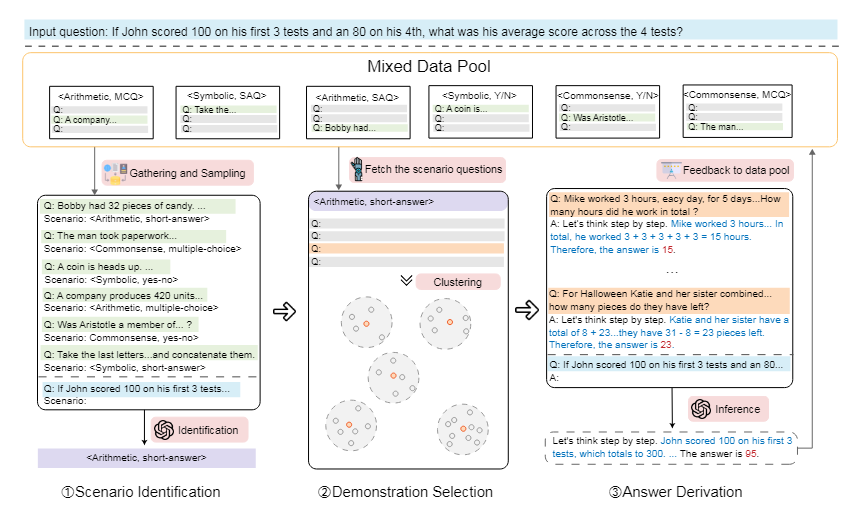 Input question: If John scored 100 on his first 3 tests and an 80 on his 4th, what was his average score across the 4 tests?
Mixed Data Pool
<Arithmetic, MCQ>
Q:
Q: A company...
Q:
<Symbolic, SAQ>
Q: Take the...
Q:
Q:
<Arithmetic, SAQ>
Q:
Q:
Q: Bobby had...
<Symbolic, Y/N>
Q: A coin is...
Q:
Q:
<Commonsense, Y/N>
Q:
Q: Was Aristotle...
Q:
<Commonsense, MCQ>
Q:
Q:
Q: The man...
Gathering and Sampling
Fetch the scenario questions
Feedback to data pool
Q: Bobby had 32 pieces of candy. ...
Scenario: <Arithmetic, short-answer>
Q: The man took paperwork...
Scenario: <Commonsense, multiple-choice>
Q: A coin is heads up. ...
Scenario: <Symbolic, yes-no>
Q: A company produces 420 units...
Scenario: <Arithmetic, multiple-choice>
Q: Was Aristotle a member of... ?
Scenario: Commonsense, yes-no>
Q: Take the last letters...and concatenate them.
Scenario: <Symbolic, short-answer>
Q: If John scored 100 on his first 3 tests...
Scenario:
Identification
<Arithmetic, short-answer>
①Scenario Identification
<Arithmetic, short-answer>
Q:
Q:
Q:
Q:
Clustering
②Demonstration Selection
Q: Mike worked 3 hours, eacy day, for 5 days...How
many hours did he work in total ?
A: Let's think step by step. Mike worked 3 hours... In
total, he worked 3 + 3 + 3 + 3 + 3 = 15 hours.
Therefore, the answer is 15.
...
Q: For Halloween Katie and her sister combined...
how many pieces do they have left?
A: Let's think step by step. Katie and her sister have a
total of 8 + 23...they have 31 - 8 = 23 pieces left.
Therefore, the answer is 23.
Q: If John scored 100 on his first 3 tests and an 80...
A:
Inference
Let's think step by step. John scored 100 on his first 3
tests, which totals to 300. ... The answer is 95.
③Answer Derivation